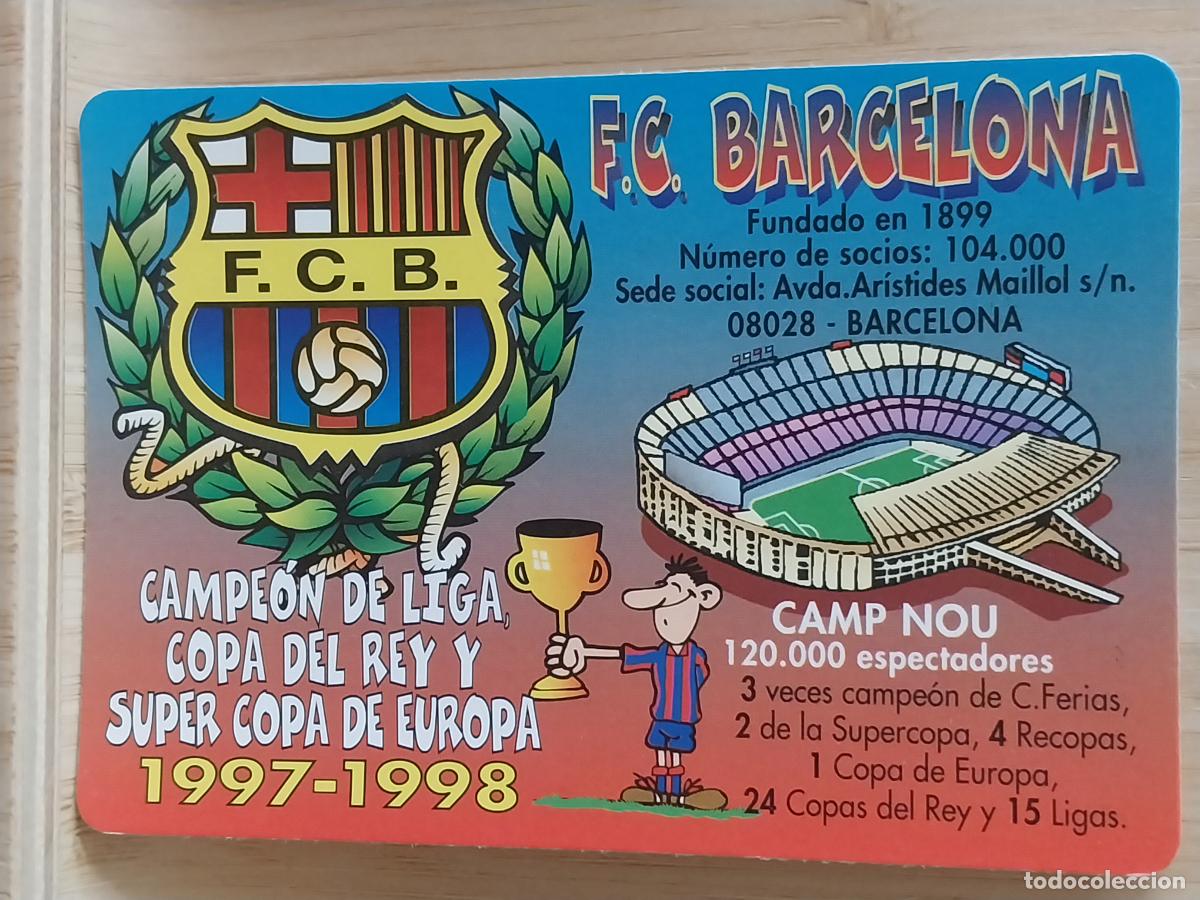 F. C. B.
CAMPEÓN DE LIGA,
COPA DEL REY Y
SUPER COPA DE EUROPA
1997-1998
F.C. BARCELONA
Fundado en 1899
Número de socios: 104.000
Sede social: Avda.Arístides Maillol s/n.
08028 - BARCELONA
CAMP NOU
120.000 espectadores
3 veces campeón de C.Ferias,
2 de la Supercopa, 4 Recopas,
1 Copa de Europa,
24 Copas del Rey y 15 Ligas.
todocoleccion